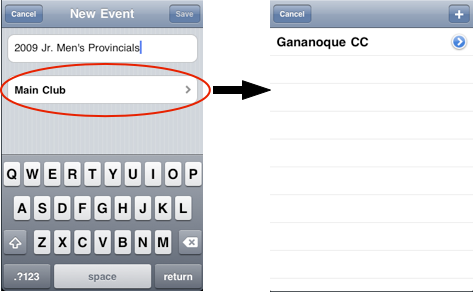 Cancel New Event Save
2009 Jr. Men's Provincials
Main Club
Q W E R T Y U I O P
A S D F G H J K L
Z X C V B N M
.?123 space return
Cancel +
Gananoque CC